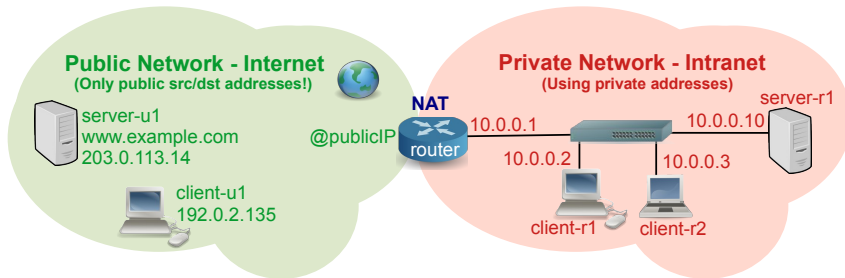 Public Network - Internet
(Only public src/dst addresses!)
server-u1
www.example.com
203.0.113.14
client-u1
192.0.2.135
NAT
@publicIP
router
Private Network - Intranet
(Using private addresses)
server-r1
10.0.0.1
10.0.0.10
10.0.0.2
10.0.0.3
client-r1
client-r2